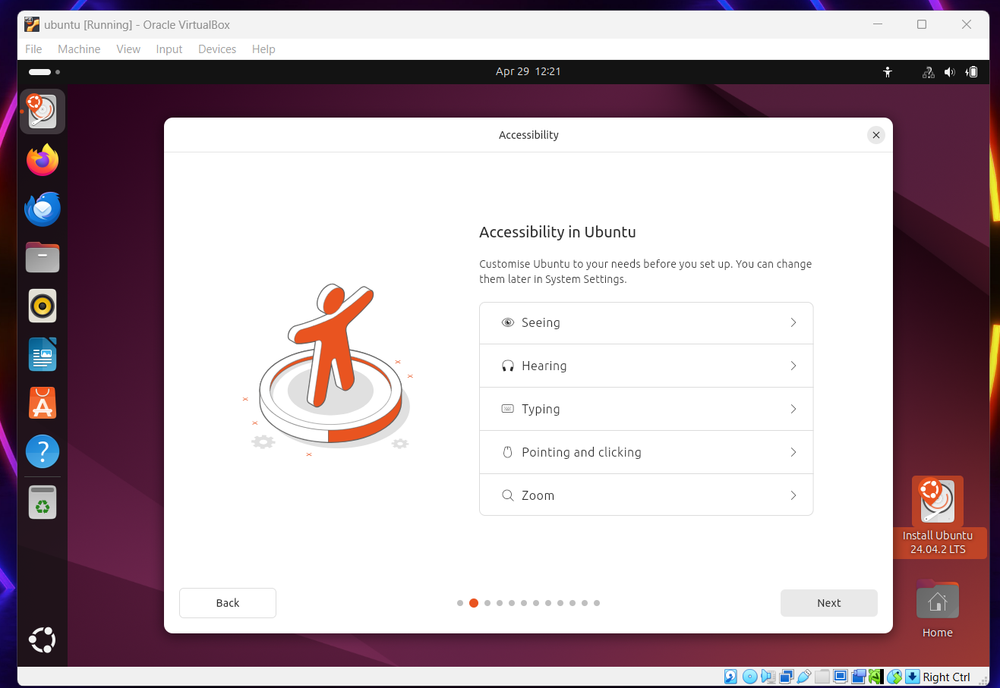 ubuntu [Running] - Oracle VirtualBox
File Machine View Input Devices Help
Apr 29 12:21
Accessibility
Accessibility in Ubuntu
Customise Ubuntu to your needs before you set up. You can change
them later in System Settings.
Seeing
Hearing
Typing
Pointing and clicking
Zoom
Back
Next
Install Ubuntu
24.04.2 LTS
Home
Right Ctrl